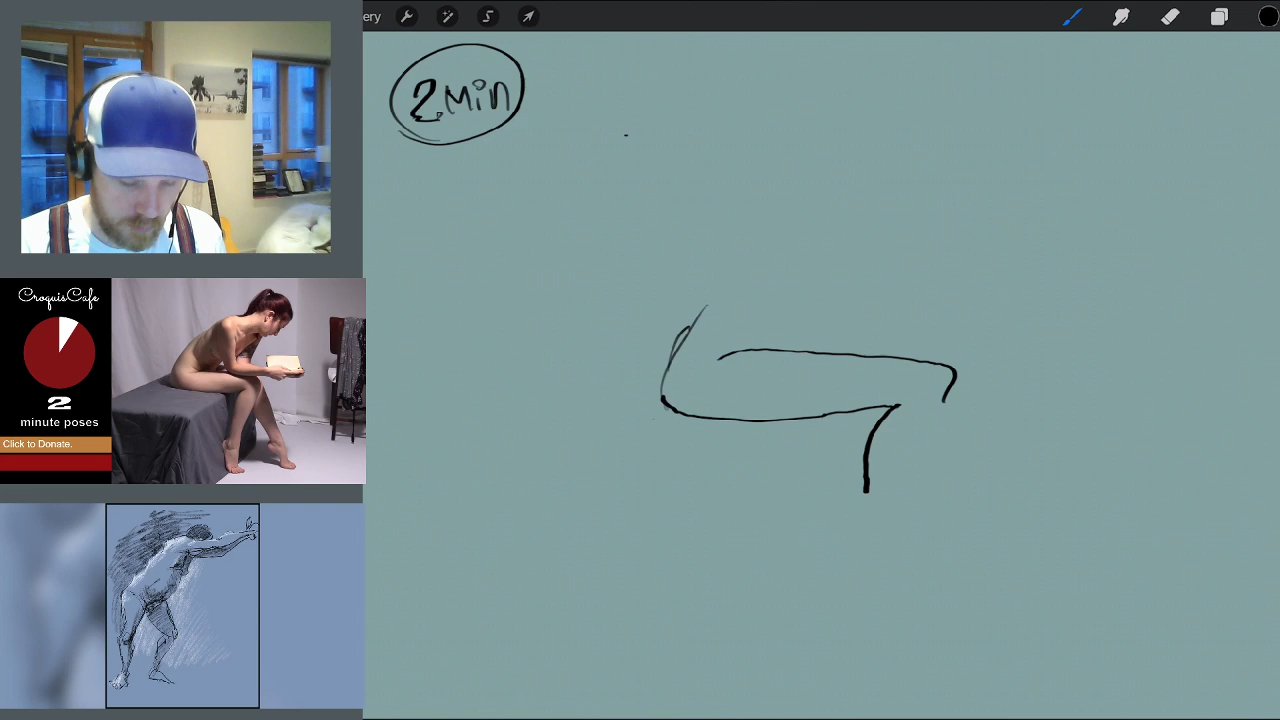 ery
2 Min
CroquisCafe
2
minute poses
Click to Donate.